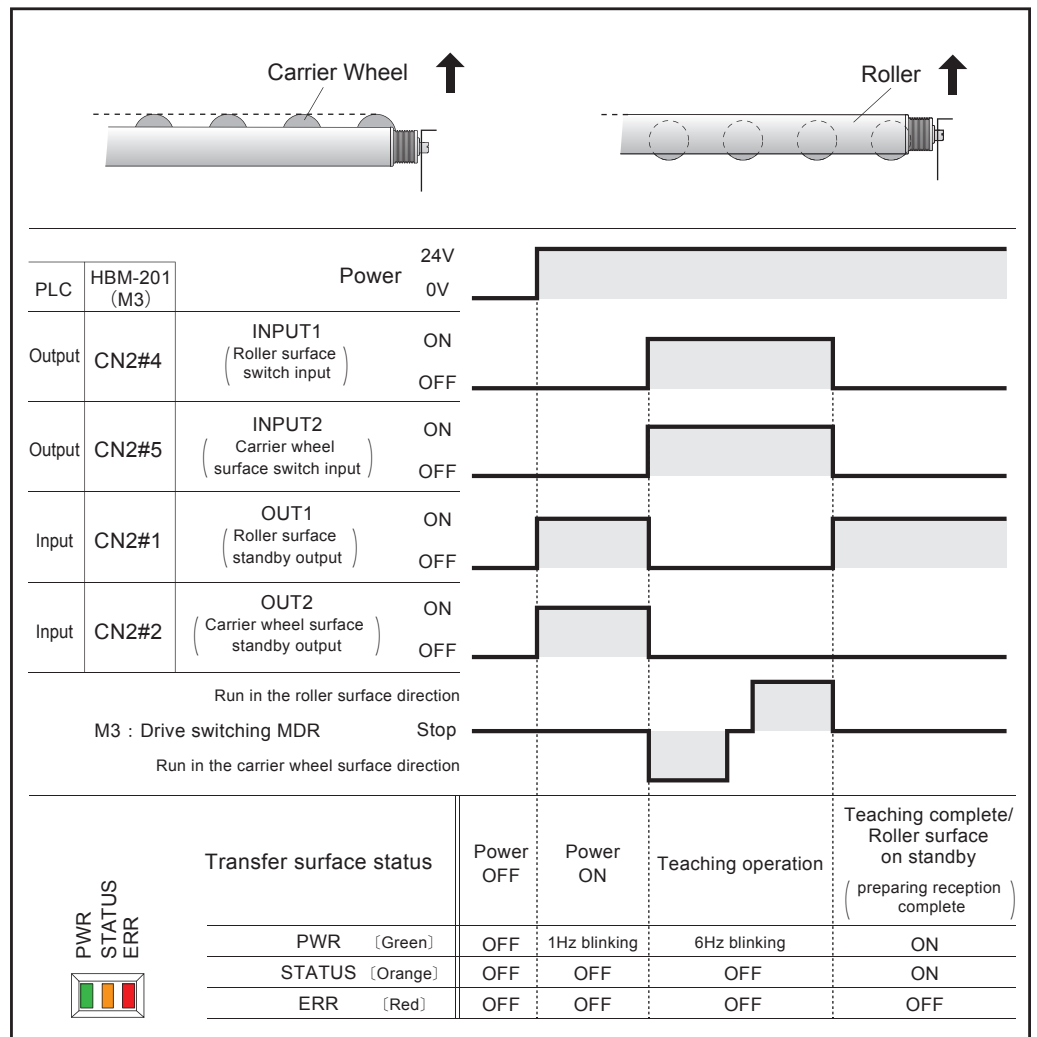 Carrier Wheel
Roller
24V
Power
0V
PLC
HBM-201
（M3）
INPUT1
ON
Output
CN2#4
(Roller surface
switch input)
OFF
INPUT2
ON
Output
CN2#5
(Carrier wheel
surface switch input)
OFF
OUT1
ON
Input
CN2#1
(Roller surface
standby output)
OFF
OUT2
ON
Input
CN2#2
(Carrier wheel surface
standby output)
OFF
Run in the roller surface direction
M3 : Drive switching MDR Stop
Run in the carrier wheel surface direction
PWR
STATUS
ERR
Transfer surface status
Power
OFF
Power
ON
Teaching operation
Teaching complete/
Roller surface
on standby
(preparing reception
complete)
PWR 〔Green〕 OFF 1Hz blinking 6Hz blinking ON
STATUS 〔Orange〕 OFF OFF OFF ON
ERR 〔Red〕 OFF OFF OFF OFF